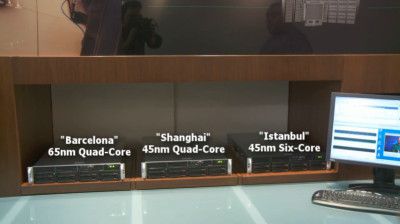 "Barcelona"
65nm Quad-Core
"Shanghai"
45nm Quad-Core
"Istanbul"
45nm Six-Core